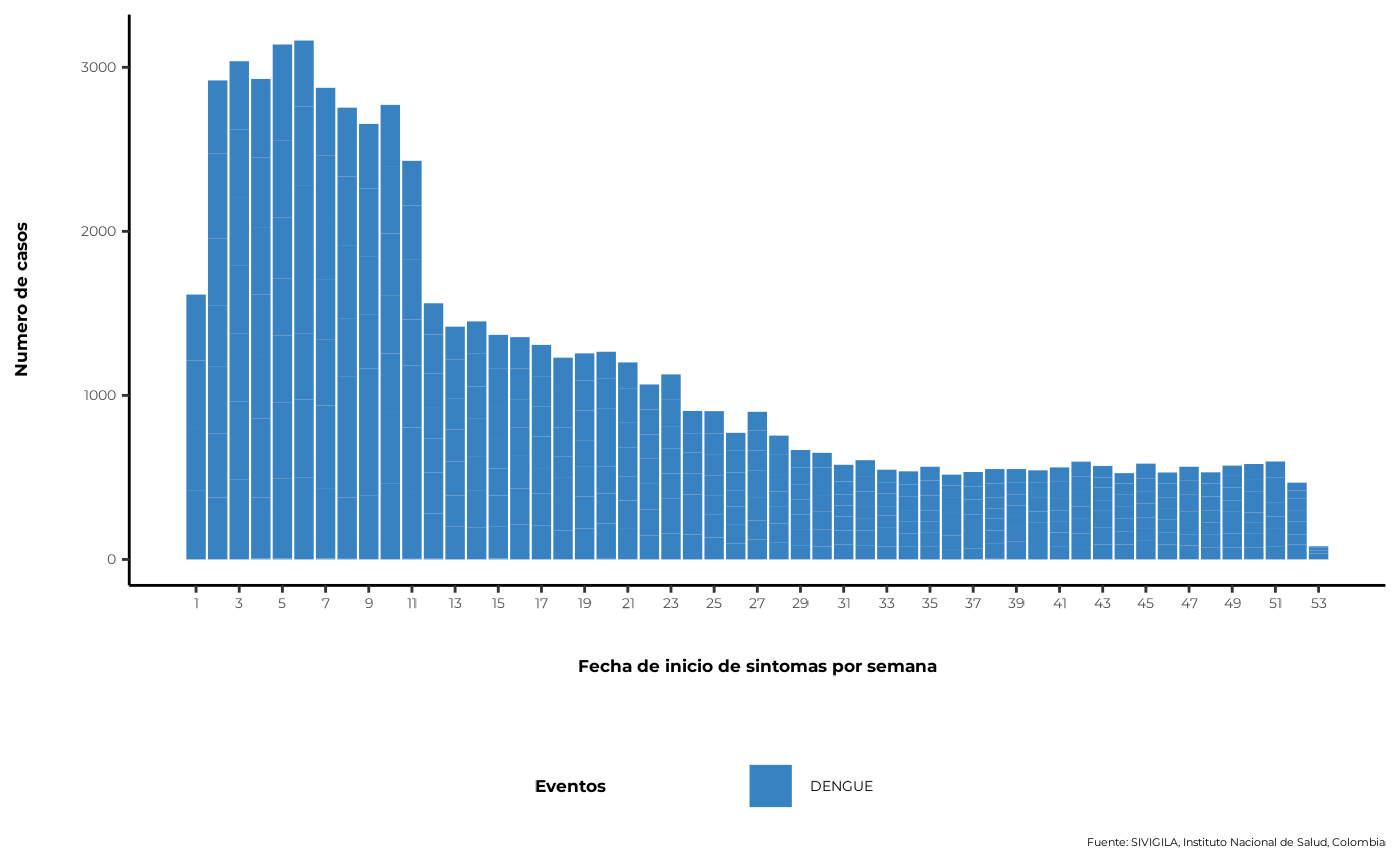 Numero de casos
3000
2000
1000
0
1 3 5 7 9 11 13 15 17 19 21 23 25 27 29 31 33 35 37 39 41 43 45 47 49 51 53
Fecha de inicio de sintomas por semana
Eventos DENGUE
Fuente: SIVIGILA, Instituto Nacional de Salud, Colombia